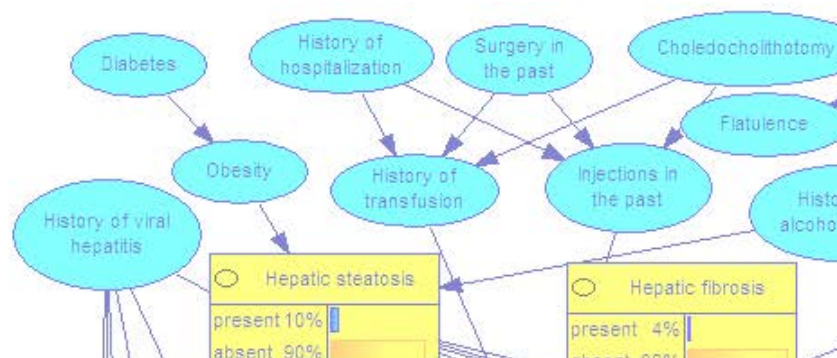 Diabetes
History of
hospitalization
Surgery in
the past
Choledocholithotomy
Flatulence
Obesity
History of
transfusion
Injections in
the past
History of viral
hepatitis
Hepatic steatosis
present 10%
absent 90%
Hepatic fibrosis
present 4%
absent